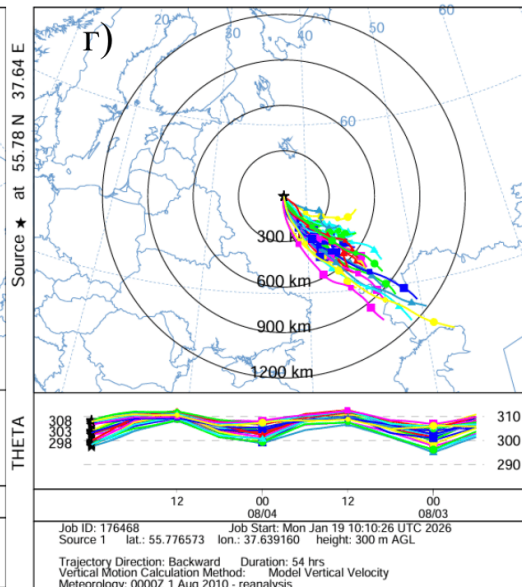 г)
20
30
40
50
60
60
Source ★ at 55.78 N 37.64 E
300
600 km
900 km
1200 km
THETA
308
303
298
310
300
290
12 00 12 00
08/04 08/03
Job ID: 176468 Job Start: Mon Jan 19 10:10:26 UTC 2026
Source 1 lat.: 55.776573 lon.: 37.639160 height: 300 m AGL
Trajectory Direction: Backward Duration: 54 hrs
Vertical Motion Calculation Method: Model Vertical Velocity
Meteorology: 0000Z 1 Aug 2010 - reanalysis